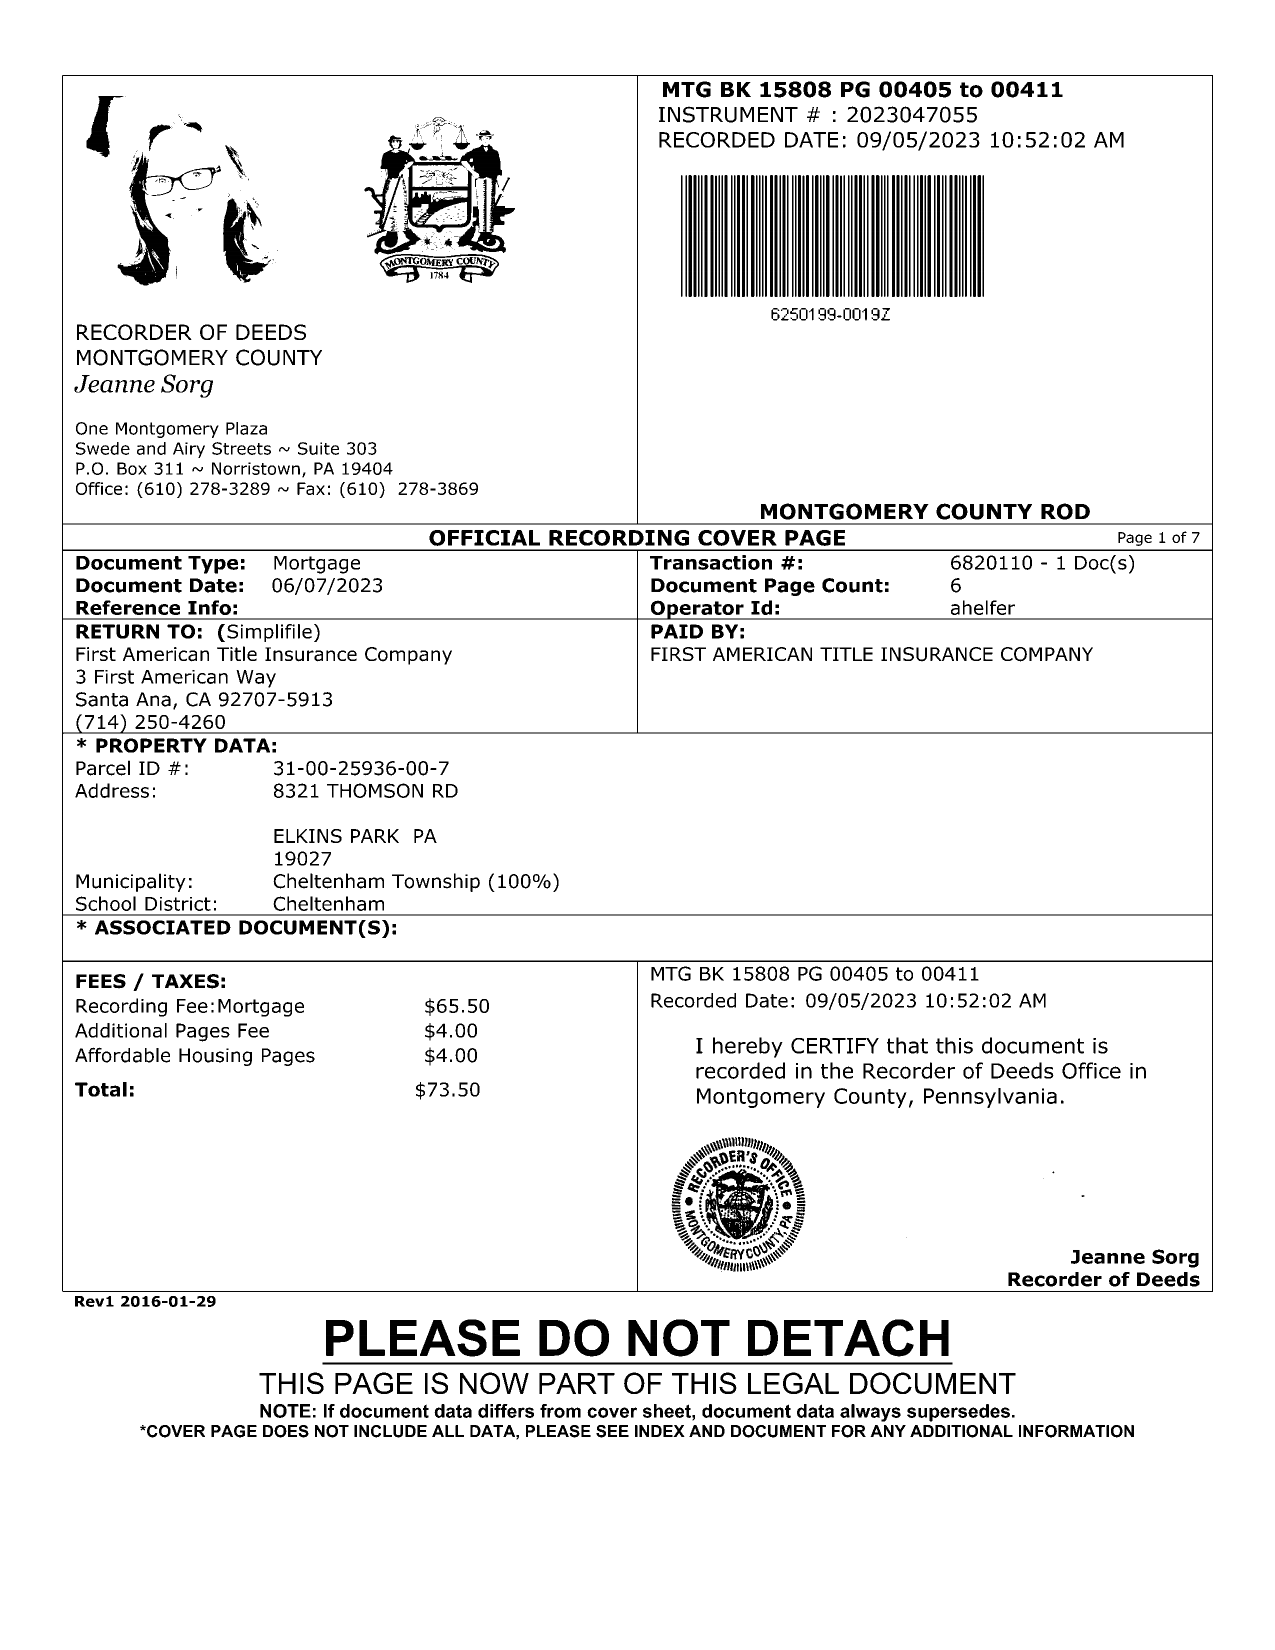 MTG BK 15808 PG 00405 to 00411
INSTRUMENT # : 2023047055
RECORDED DATE: 09/05/2023 10:52:02 AM
6250199-0019Z
MONTGOMERY COUNTY
1784
RECORDER OF DEEDS
MONTGOMERY COUNTY
Jeanne Sorg
One Montgomery Plaza
Swede and Airy Streets ~ Suite 303
P.O. Box 311 ~ Norristown, PA 19404
Office: (610) 278-3289 ~ Fax: (610) 278-3869
MONTGOMERY COUNTY ROD
OFFICIAL RECORDING COVER PAGE Page 1 of 7
Document Type: Mortgage
Document Date: 06/07/2023
Reference Info:
Transaction #: 6820110 - 1 Doc(s)
Document Page Count: 6
Operator Id: ahelfer
RETURN TO: (Simplifile)
First American Title Insurance Company
3 First American Way
Santa Ana, CA 92707-5913
(714) 250-4260
PAID BY:
FIRST AMERICAN TITLE INSURANCE COMPANY
* PROPERTY DATA:
Parcel ID #: 31-00-25936-00-7
Address: 8321 THOMSON RD
ELKINS PARK PA
19027
Municipality: Cheltenham Township (100%)
School District: Cheltenham
* ASSOCIATED DOCUMENT(S):
FEES / TAXES:
Recording Fee:Mortgage $65.50
Additional Pages Fee $4.00
Affordable Housing Pages $4.00
Total: $73.50
MTG BK 15808 PG 00405 to 00411
Recorded Date: 09/05/2023 10:52:02 AM
I hereby CERTIFY that this document is
recorded in the Recorder of Deeds Office in
Montgomery County, Pennsylvania.
RECORDER'S OFFICE
MONTGOMERY COUNTY, PA
Jeanne Sorg
Recorder of Deeds
Rev1 2016-01-29
PLEASE DO NOT DETACH
THIS PAGE IS NOW PART OF THIS LEGAL DOCUMENT
NOTE: If document data differs from cover sheet, document data always supersedes.
*COVER PAGE DOES NOT INCLUDE ALL DATA, PLEASE SEE INDEX AND DOCUMENT FOR ANY ADDITIONAL INFORMATION